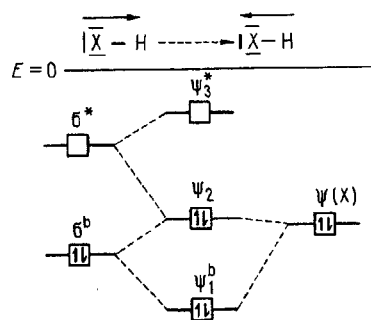 |X̲̅ – H ⇢ |X̲̅ – H
E = 0
ψ₃*
σ*
ψ₂
ψ(X)
σᵇ
ψ₁ᵇ